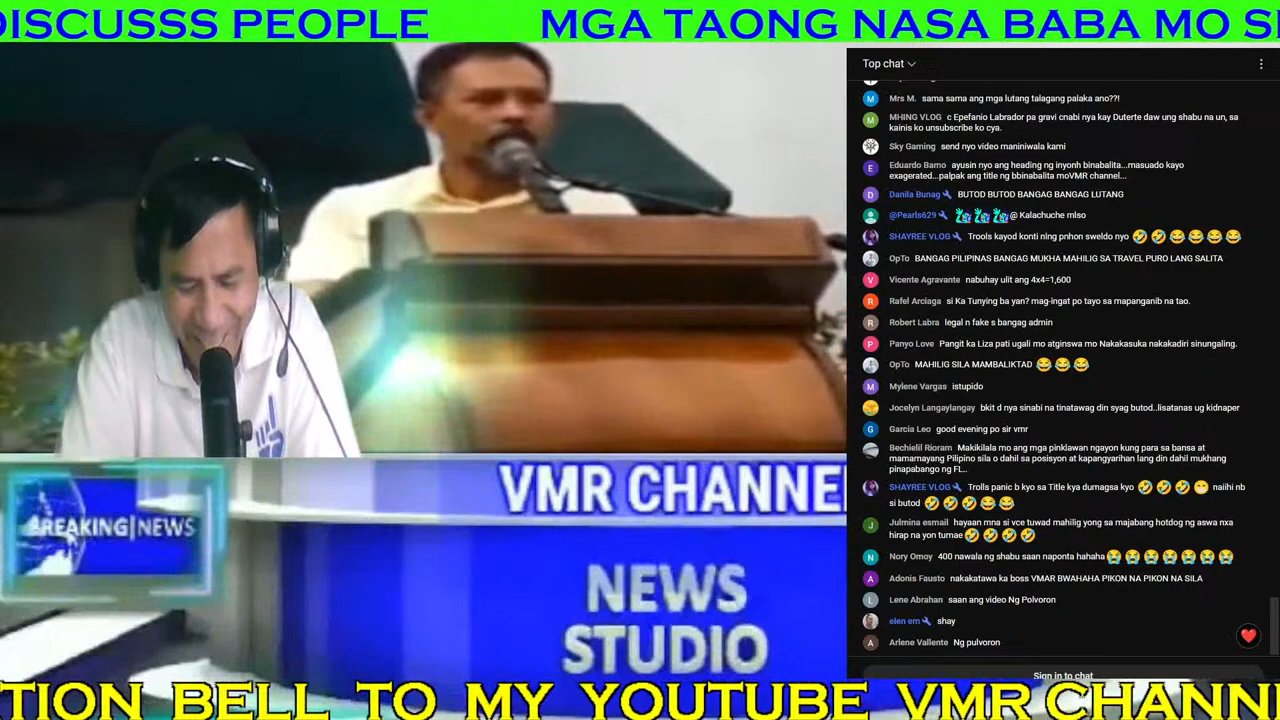 DISCUSSS PEOPLE MGA TAONG NASA BABA MO
Top chat
Mrs M. sama sama ang mga lutang talagang palaka ano??!
MHING VLOG c Epefanio Labrador pa gravi cnabi nya kay Duterte daw ung shabu na un, sa
kainis ko unsubscribe ko cya.
Sky Gaming send nyo video maniniwala kami
Eduardo Bamo ayusin nyo ang heading ng inyonh binabalita...masuado kayo
exagerated...palpak ang title ng bbinabalita moVMR channel...
Danila Bunag BUTOD BUTOD BANGAG BANGAG LUTANG
@Pearls629 @ Kalachuche mlso
SHAYREE VLOG Trools kayod konti nlng pnhon sweldo nyo
OpTo BANGAG PILIPINAS BANGAG MUKHA MAHILIG SA TRAVEL PURO LANG SALITA
Vicente Agravante nabuhay ulit ang 4x4=1,600
Rafel Arciaga si Ka Tunying ba yan? mag-ingat po tayo sa mapanganib na tao.
Robert Labra legal n fake s bangag admin
Panyo Love Pangit ka Liza pati ugali mo atginswa mo Nakakasuka nakakadiri sinungaling.
OpTo MAHILIG SILA MAMBALIKTAD
Mylene Vargas istupido
Jocelyn Langaylangay bkit d nya sinabi na tinatawag din syag butod..lisatanas ug kidnaper
Garcia Leo good evening po sir vmr
Bechielil Rioram Makikilala mo ang mga pinklawan ngayon kung para sa bansa at
mamamayang Pilipino sila o dahil sa posisyon at kapangyarihan lang din dahil mukhang
pinapabango ng FL..
SHAYREE VLOG Trolls panic b kyo sa Title kya dumagsa kyo naiihi nb
si butod
Julmina esmail hayaan mna si vce tuwad mahilig yong sa majabang hotdog ng aswa nxa
hirap na yon tumae
Nory Omoy 400 nawala ng shabu saan naponta hahaha
Adonis Fausto nakakatawa ka boss VMAR BWAHAHA PIKON NA PIKON NA SILA
Lene Abrahan saan ang video Ng Polvoron
elen em shay
Arlene Vallente Ng pulvoron
Sign in to chat
VMR CHANNE
BREAKING|NEWS
NEWS
STUDIO
TION BELL TO MY YOUTUBE VMR CHANN